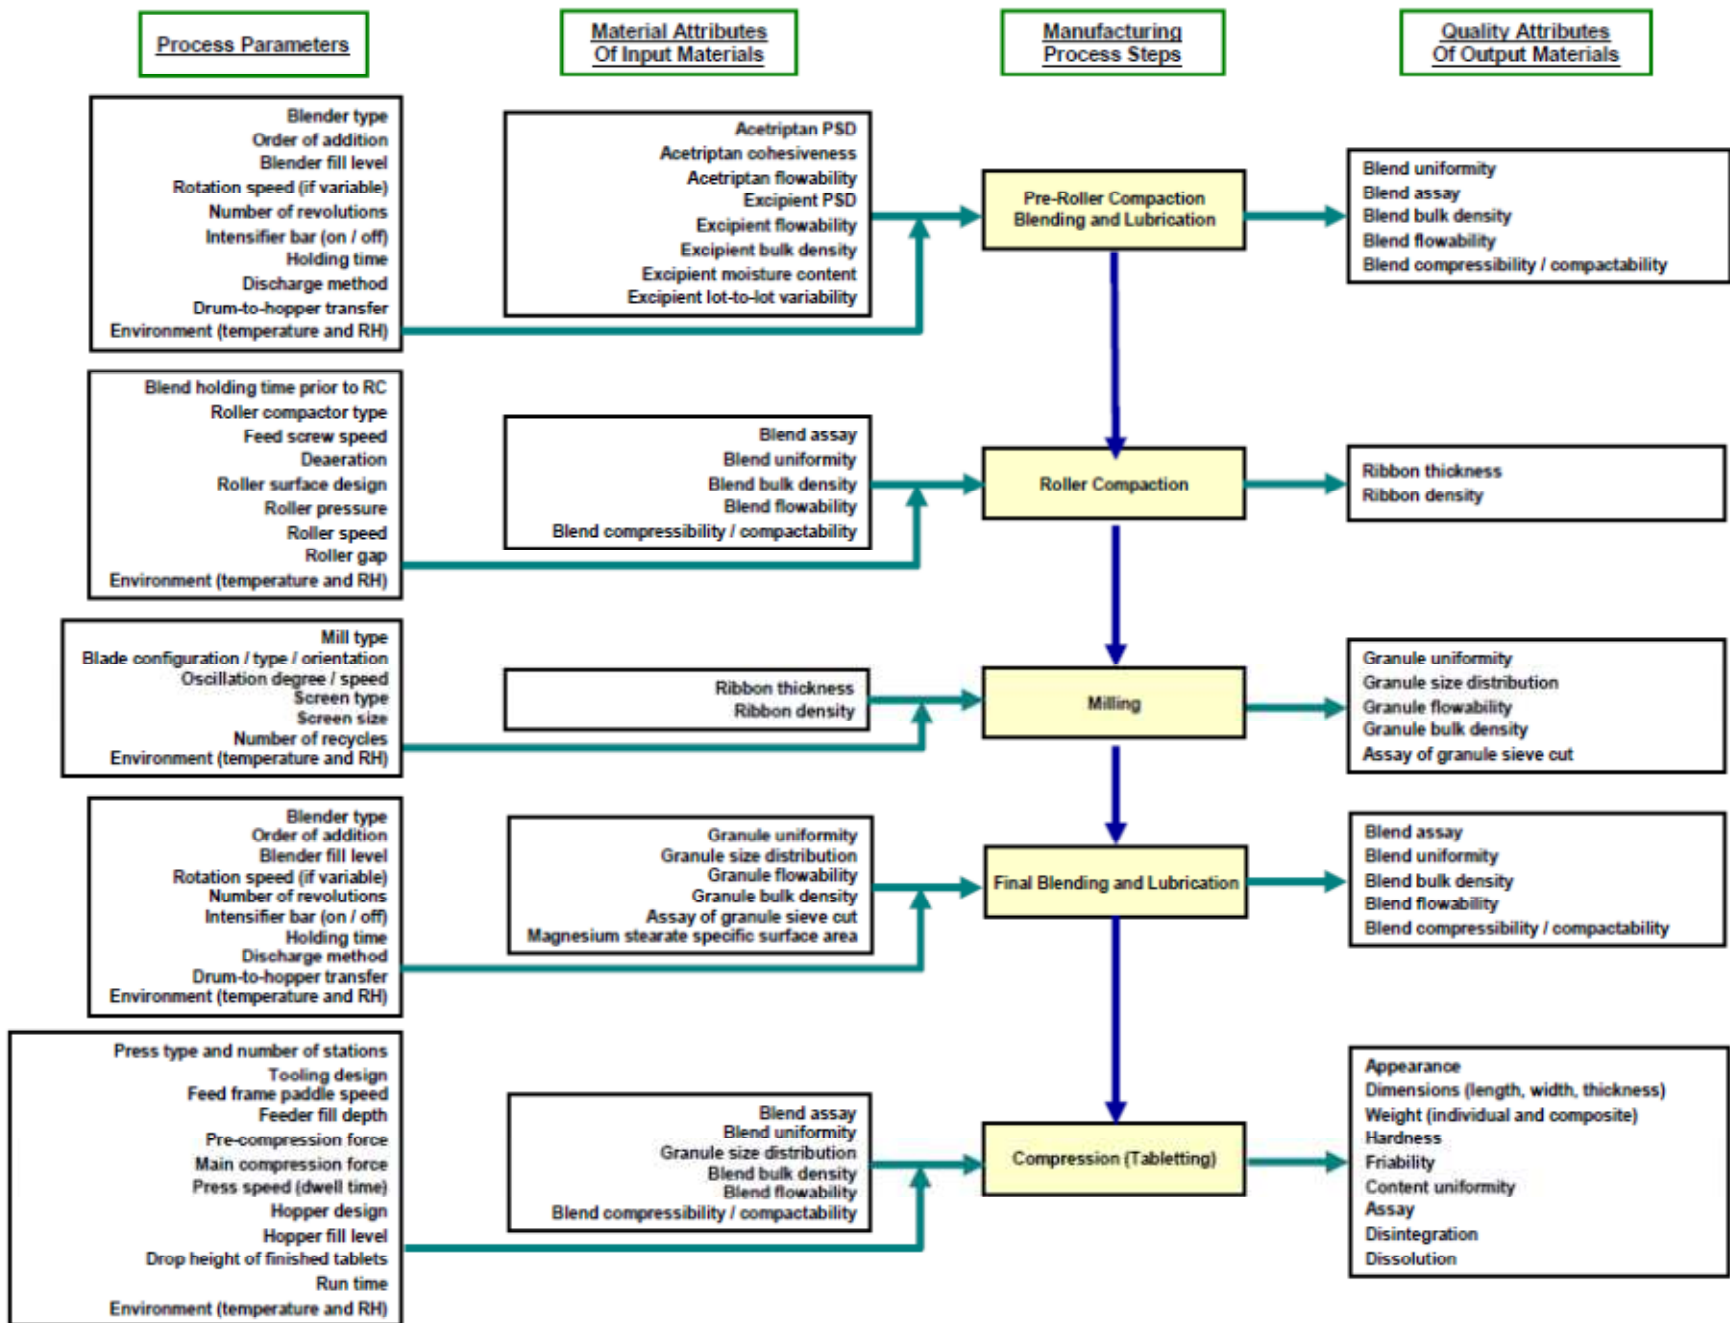 Process Parameters
Material Attributes
Of Input Materials
Manufacturing
Process Steps
Quality Attributes
Of Output Materials
Blender type
Order of addition
Blender fill level
Rotation speed (if variable)
Number of revolutions
Intensifier bar (on / off)
Holding time
Discharge method
Drum-to-hopper transfer
Environment (temperature and RH)
Acetriptan PSD
Acetriptan cohesiveness
Acetriptan flowability
Excipient PSD
Excipient flowability
Excipient bulk density
Excipient moisture content
Excipient lot-to-lot variability
Pre-Roller Compaction
Blending and Lubrication
Blend uniformity
Blend assay
Blend bulk density
Blend flowability
Blend compressibility / compactability
Blend holding time prior to RC
Roller compactor type
Feed screw speed
Deaeration
Roller surface design
Roller pressure
Roller speed
Roller gap
Environment (temperature and RH)
Blend assay
Blend uniformity
Blend bulk density
Blend flowability
Blend compressibility / compactability
Roller Compaction
Ribbon thickness
Ribbon density
Mill type
Blade configuration / type / orientation
Oscillation degree / speed
Screen type
Screen size
Number of recycles
Environment (temperature and RH)
Ribbon thickness
Ribbon density
Milling
Granule uniformity
Granule size distribution
Granule flowability
Granule bulk density
Assay of granule sieve cut
Blender type
Order of addition
Blender fill level
Rotation speed (if variable)
Number of revolutions
Intensifier bar (on / off)
Holding time
Discharge method
Drum-to-hopper transfer
Environment (temperature and RH)
Granule uniformity
Granule size distribution
Granule flowability
Granule bulk density
Assay of granule sieve cut
Magnesium stearate specific surface area
Final Blending and Lubrication
Blend assay
Blend uniformity
Blend bulk density
Blend flowability
Blend compressibility / compactability
Press type and number of stations
Tooling design
Feed frame paddle speed
Feeder fill depth
Pre-compression force
Main compression force
Press speed (dwell time)
Hopper design
Hopper fill level
Drop height of finished tablets
Run time
Environment (temperature and RH)
Blend assay
Blend uniformity
Granule size distribution
Blend bulk density
Blend flowability
Blend compressibility / compactability
Compression (Tabletting)
Appearance
Dimensions (length, width, thickness)
Weight (individual and composite)
Hardness
Friability
Content uniformity
Assay
Disintegration
Dissolution